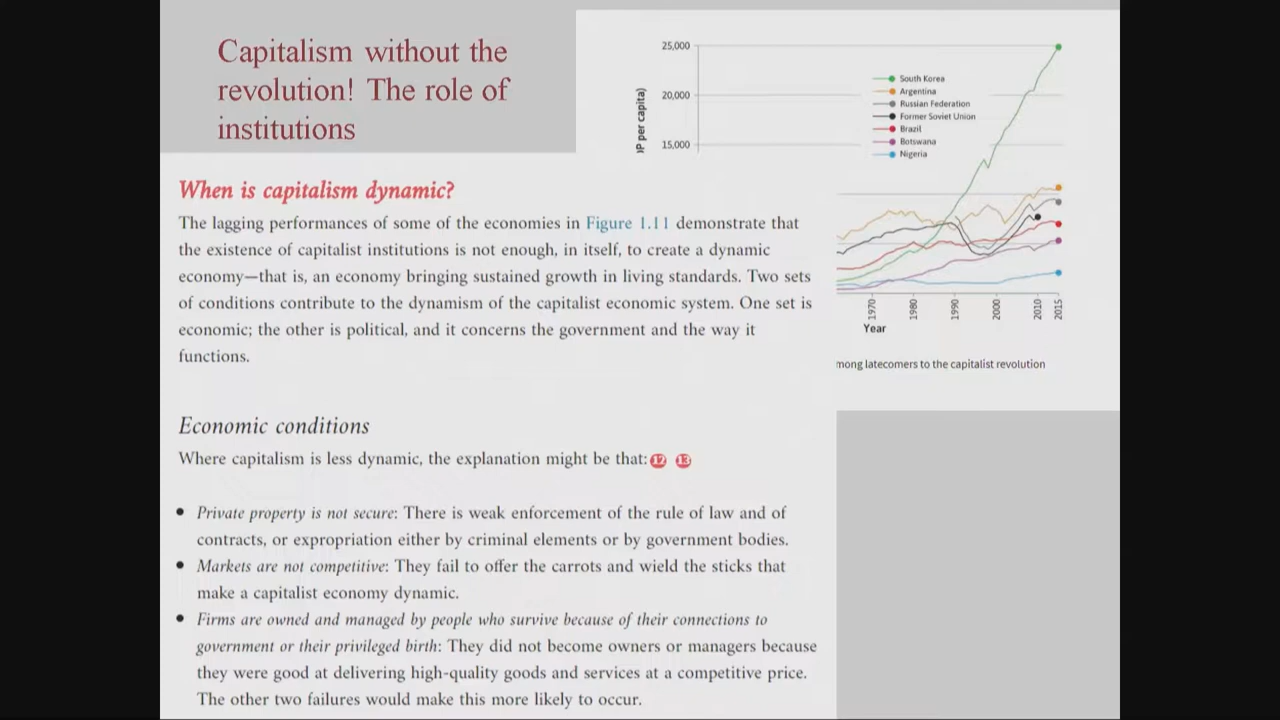 Capitalism without the
revolution! The role of
institutions
25,000
20,000
15,000
DP per capita)
South Korea
Argentina
Russian Federation
Former Soviet Union
Brazil
Botswana
Nigeria
1970
1980
1990
2000
2010
2015
Year
mong latecomers to the capitalist revolution
When is capitalism dynamic?
The lagging performances of some of the economies in Figure 1.11 demonstrate that
the existence of capitalist institutions is not enough, in itself, to create a dynamic
economy—that is, an economy bringing sustained growth in living standards. Two sets
of conditions contribute to the dynamism of the capitalist economic system. One set is
economic; the other is political, and it concerns the government and the way it
functions.
Economic conditions
Where capitalism is less dynamic, the explanation might be that: 12 13
• Private property is not secure: There is weak enforcement of the rule of law and of
contracts, or expropriation either by criminal elements or by government bodies.
• Markets are not competitive: They fail to offer the carrots and wield the sticks that
make a capitalist economy dynamic.
• Firms are owned and managed by people who survive because of their connections to
government or their privileged birth: They did not become owners or managers because
they were good at delivering high-quality goods and services at a competitive price.
The other two failures would make this more likely to occur.